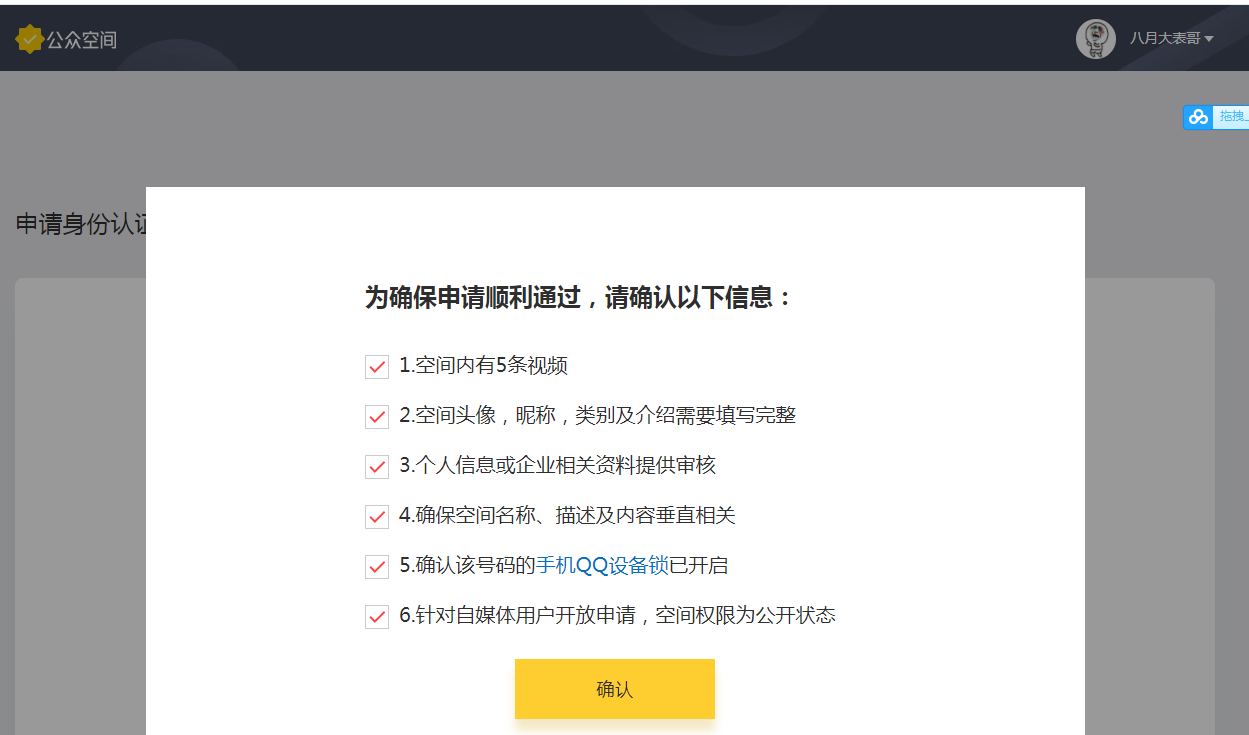 公众空间
八月大表哥
拖拽
申请身份认证
为确保申请顺利通过，请确认以下信息：
1.空间内有5条视频
2.空间头像，昵称，类别及介绍需要填写完整
3.个人信息或企业相关资料提供审核
4.确保空间名称、描述及内容垂直相关
5.确认该号码的手机QQ设备锁已开启
6.针对自媒体用户开放申请，空间权限为公开状态
确认